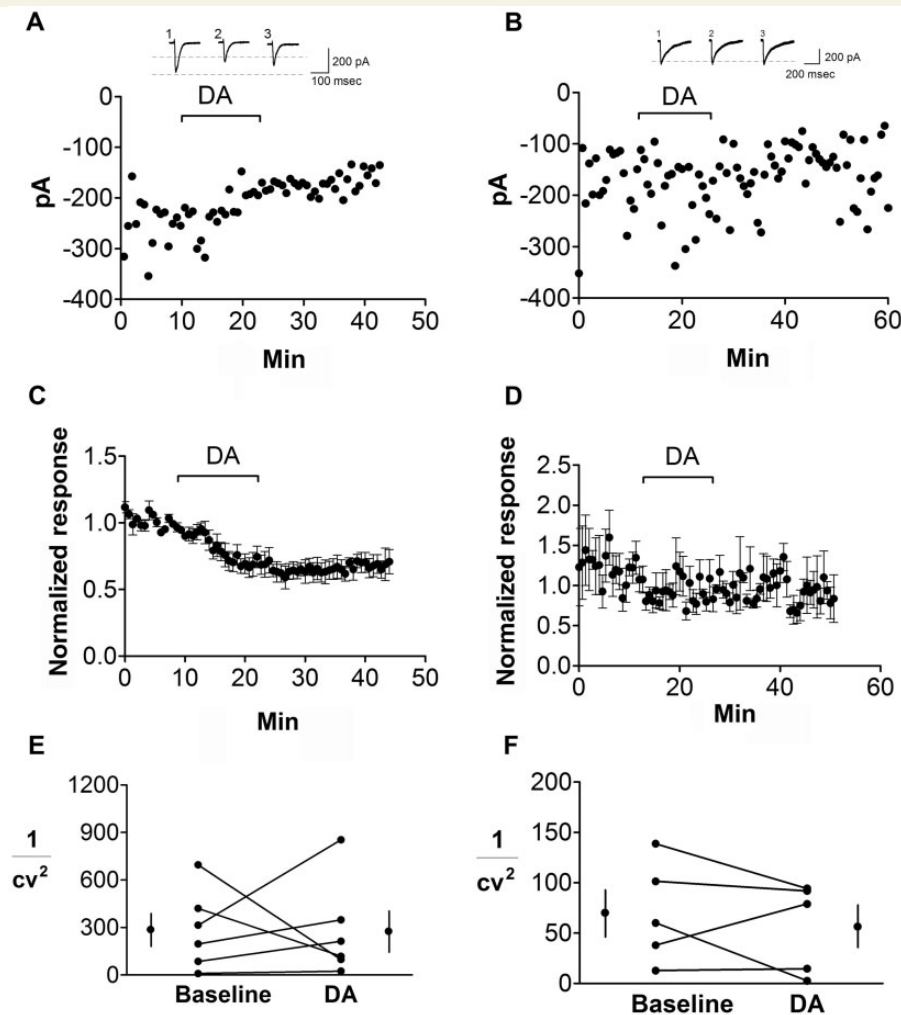 A
1 2 3
200 pA
100 msec
DA
0
-100
-200
-300
-400
pA
0 10 20 30 40 50
Min
B
1 2 3
200 pA
200 msec
DA
0
-100
-200
-300
-400
pA
0 20 40 60
Min
C
DA
1.5
1.0
0.5
0.0
Normalized response
0 10 20 30 40 50
Min
D
DA
2.5
2.0
1.5
1.0
0.5
0.0
Normalized response
0 20 40 60
Min
E
1200
900
600
300
0
1
cv²
Baseline DA
F
200
150
100
50
0
1
cv²
Baseline DA